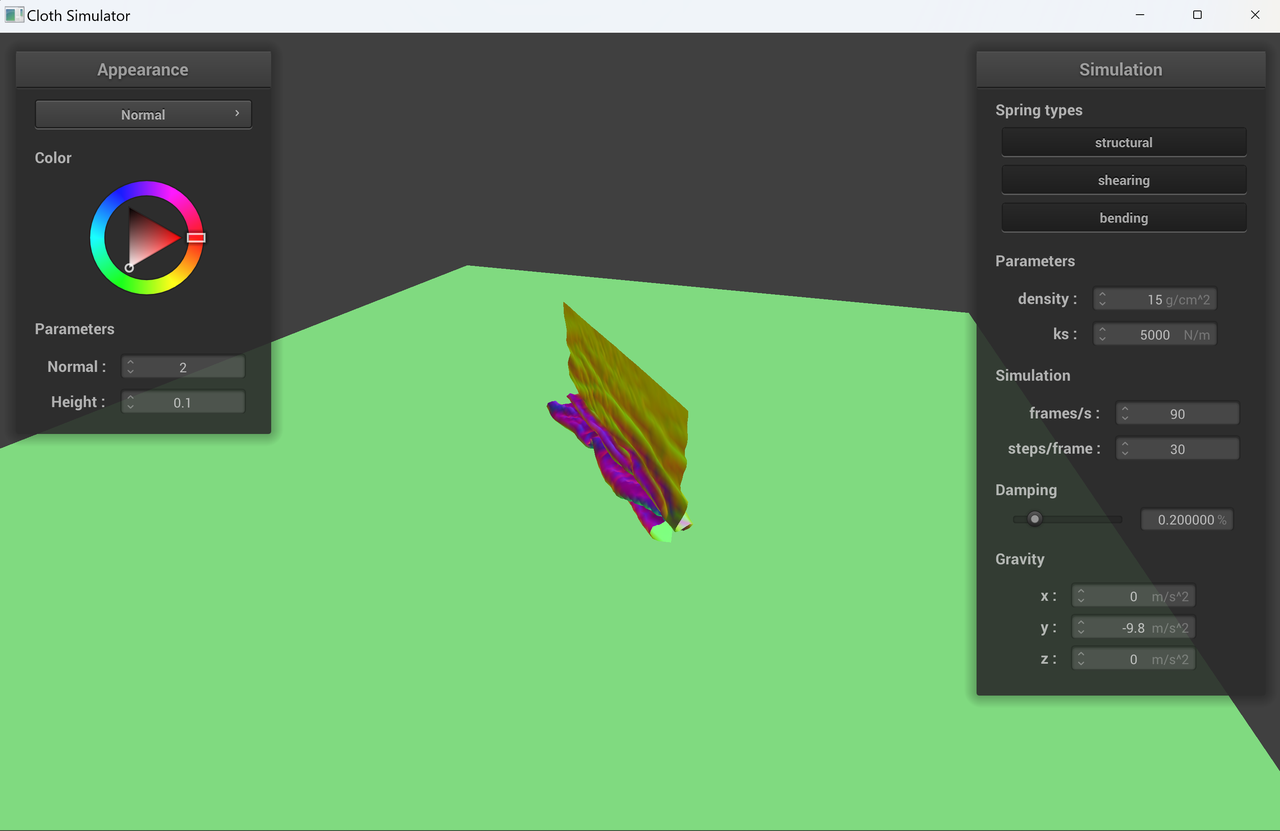 Cloth Simulator
Appearance
Normal
Color
Parameters
Normal : 2
Height : 0.1
Simulation
Spring types
structural
shearing
bending
Parameters
density : 15 g/cm^2
ks : 5000 N/m
Simulation
frames/s : 90
steps/frame : 30
Damping
0.200000 %
Gravity
x : 0 m/s^2
y : -9.8 m/s^2
z : 0 m/s^2